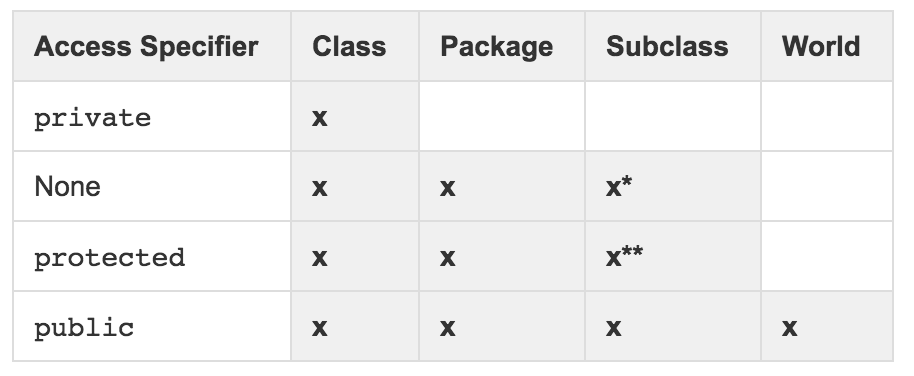 Access Specifier Class Package Subclass World
private x
None x x x*
protected x x x**
public x x x x